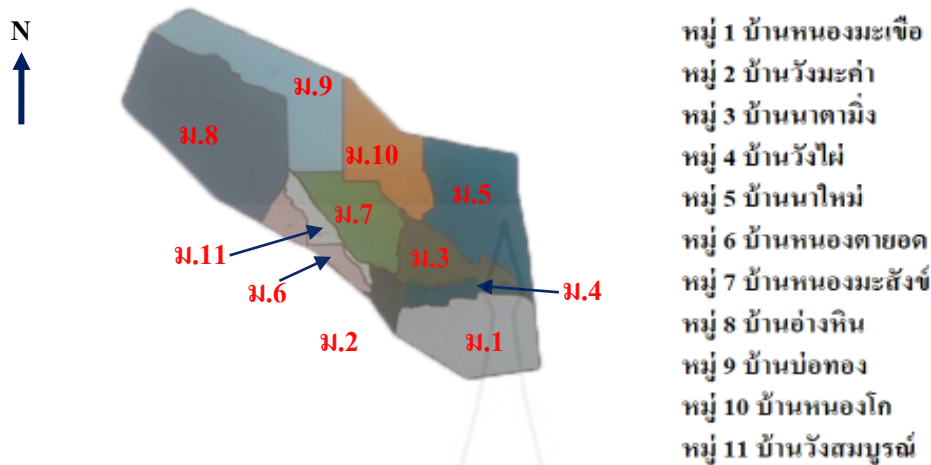 N
ม.9
ม.8
ม.10
ม.5
ม.7
ม.11
ม.3
ม.6
ม.4
ม.2
ม.1
หมู่ 1 บ้านหนองมะเขือ
หมู่ 2 บ้านวังมะค่า
หมู่ 3 บ้านนาตามิ่ง
หมู่ 4 บ้านวังไผ่
หมู่ 5 บ้านนาใหม่
หมู่ 6 บ้านหนองตายอด
หมู่ 7 บ้านหนองมะสังข์
หมู่ 8 บ้านอ่างหิน
หมู่ 9 บ้านบ่อทอง
หมู่ 10 บ้านหนองโก
หมู่ 11 บ้านวังสมบูรณ์